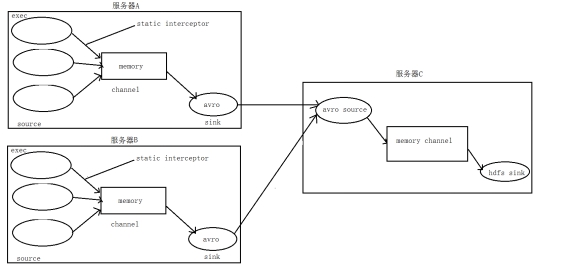 服务器A
exec
static interceptor
memory
channel
avro
sink
source
服务器B
exec
static interceptor
memory
channel
avro
sink
source
服务器C
avro source
memory channel
hdfs sink